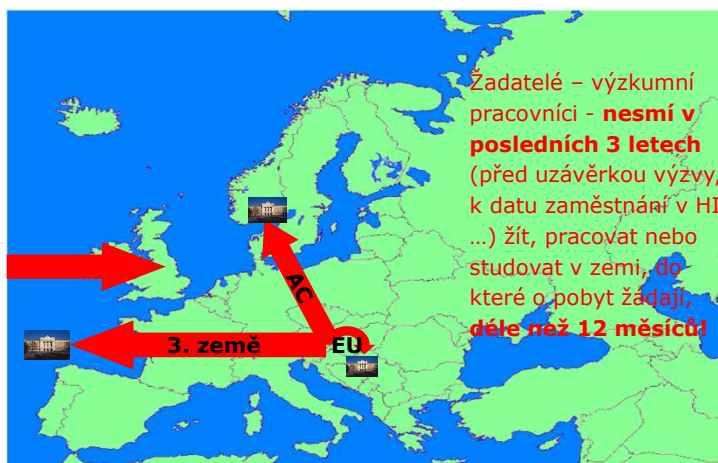 Žadatelé – výzkumní
pracovníci - nesmí v
posledních 3 letech
(před uzávěrkou výzvy,
k datu zaměstnání v HI
…) žít, pracovat nebo
studovat v zemi, do
které o pobyt žádají,
déle než 12 měsíců!
AC
3. země
EU